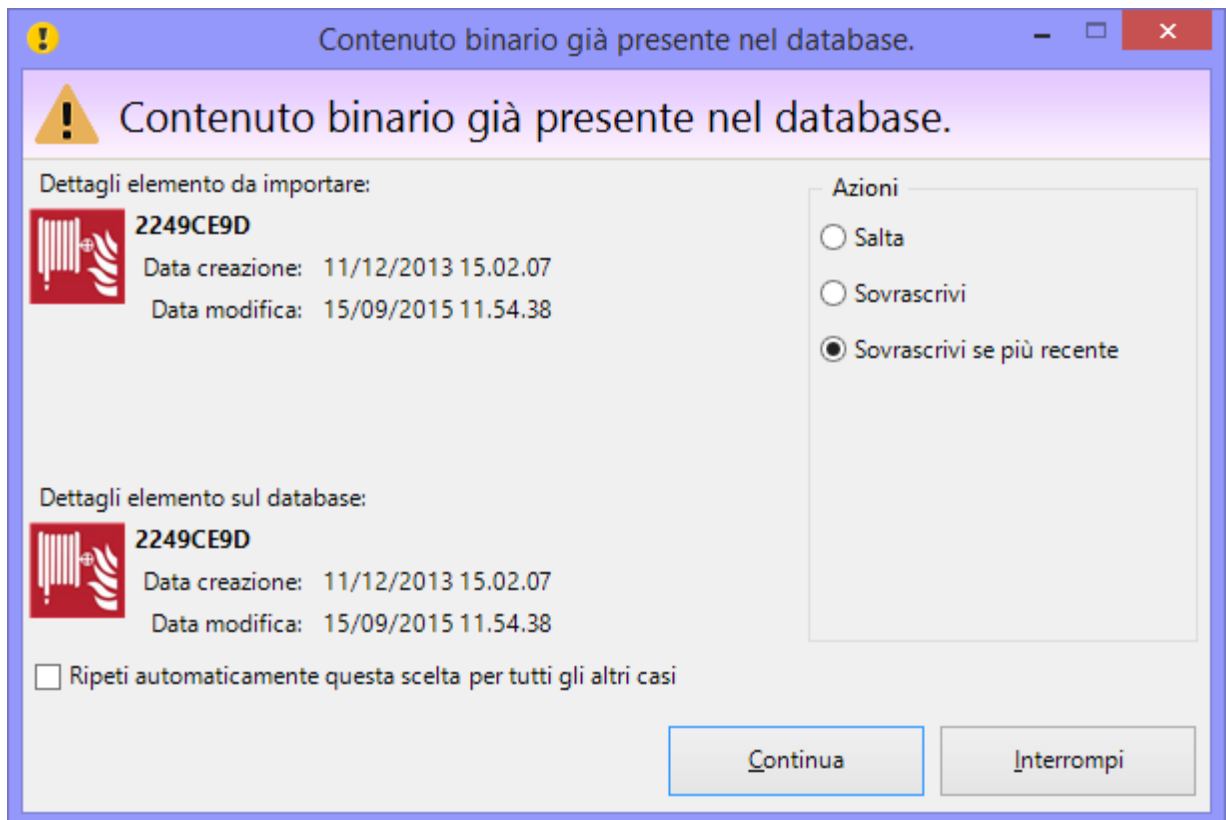 Contenuto binario già presente nel database.
Contenuto binario già presente nel database.
Dettagli elemento da importare:
2249CE9D
Data creazione: 11/12/2013 15.02.07
Data modifica: 15/09/2015 11.54.38
Azioni
Salta
Sovrascrivi
Sovrascrivi se più recente
Dettagli elemento sul database:
2249CE9D
Data creazione: 11/12/2013 15.02.07
Data modifica: 15/09/2015 11.54.38
Ripeti automaticamente questa scelta per tutti gli altri casi
Continua
Interrompi